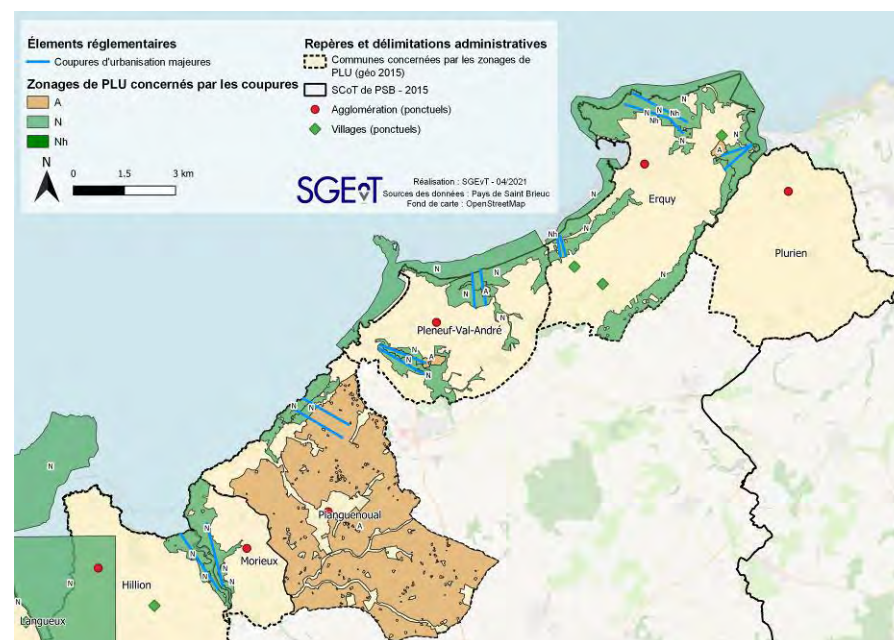 Élements réglementaires
Coupures d'urbanisation majeures
Zonages de PLU concernés par les coupures
A
N
Nh
N
0 1.5 3 km
Repères et délimitations administratives
Communes concernées par les zonages de
PLU (géo 2015)
SCoT de PSB - 2015
Agglomération (ponctuels)
Villages (ponctuels)
SGEvT
Réalisation : SGEvT - 04/2021
Sources des données : Pays de Saint Brieuc
Fond de carte : OpenStreetMap
N
N
N
N
Nh
Nh
N
N
A
N
Erquy
Plurien
N
Nh
N
N
N
N
N
N
A
N
Pleneuf-Val-André
N
N
A
N
N
N
N
N
Planguenoual
A
N
N
N
N
N
Morieux
Hillion
N
Langueux